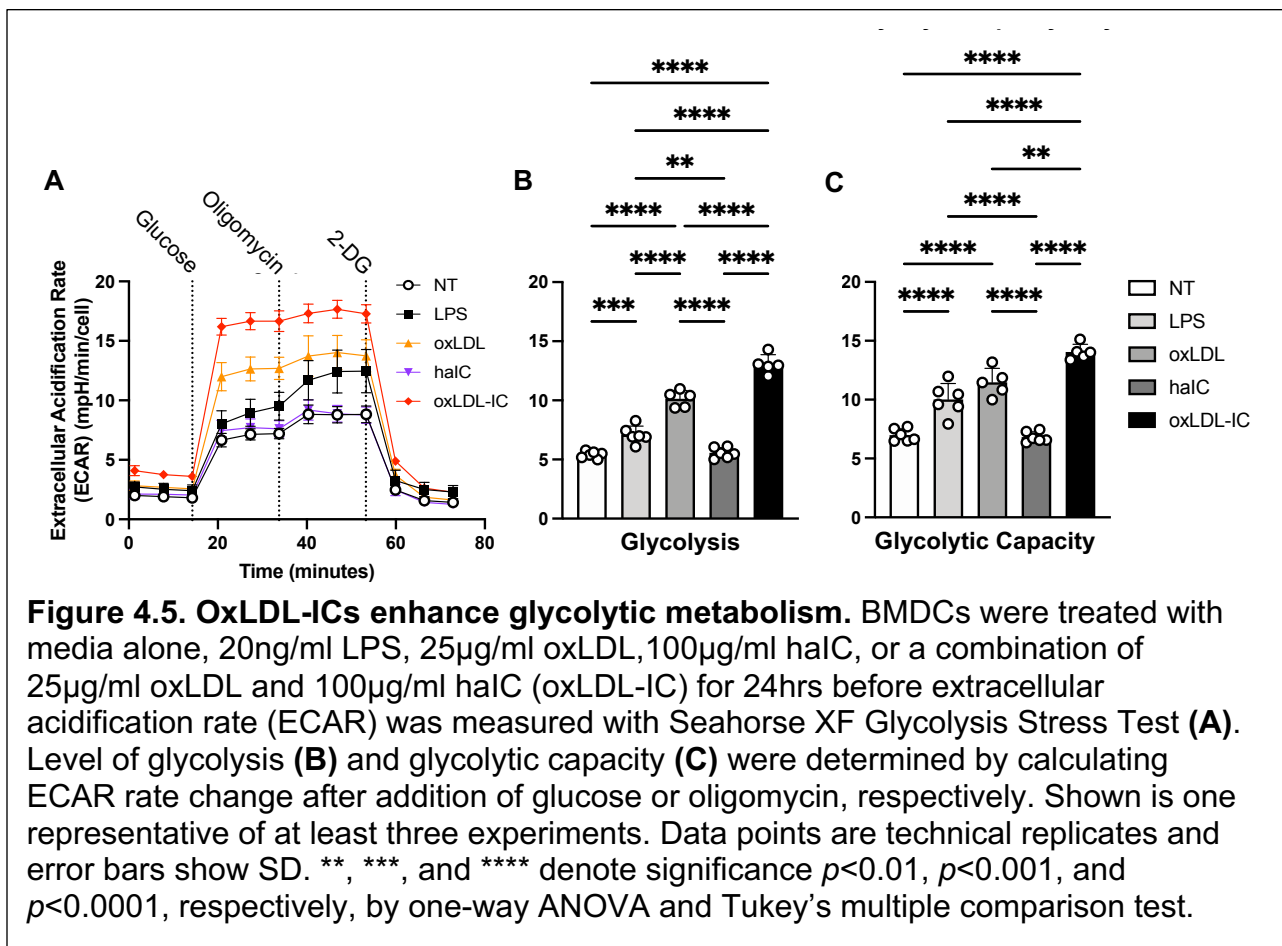 A
Glucose
Oligomycin
2-DG
Extracellular Acidification Rate
(ECAR) (mpH/min/cell)
20
15
10
5
0
0
20
40
60
80
Time (minutes)
NT
LPS
oxLDL
haIC
oxLDL-IC
B
****
****
**
****
****
****
****
***
****
20
15
10
5
0
Glycolysis
C
****
****
**
****
****
****
****
****
20
15
10
5
0
Glycolytic Capacity
NT
LPS
oxLDL
haIC
oxLDL-IC
Figure 4.5. OxLDL-ICs enhance glycolytic metabolism. BMDCs were treated with
media alone, 20ng/ml LPS, 25µg/ml oxLDL,100µg/ml haIC, or a combination of
25µg/ml oxLDL and 100µg/ml haIC (oxLDL-IC) for 24hrs before extracellular
acidification rate (ECAR) was measured with Seahorse XF Glycolysis Stress Test (A).
Level of glycolysis (B) and glycolytic capacity (C) were determined by calculating
ECAR rate change after addition of glucose or oligomycin, respectively. Shown is one
representative of at least three experiments. Data points are technical replicates and
error bars show SD. **, ***, and **** denote significance p<0.01, p<0.001, and
p<0.0001, respectively, by one-way ANOVA and Tukey's multiple comparison test.